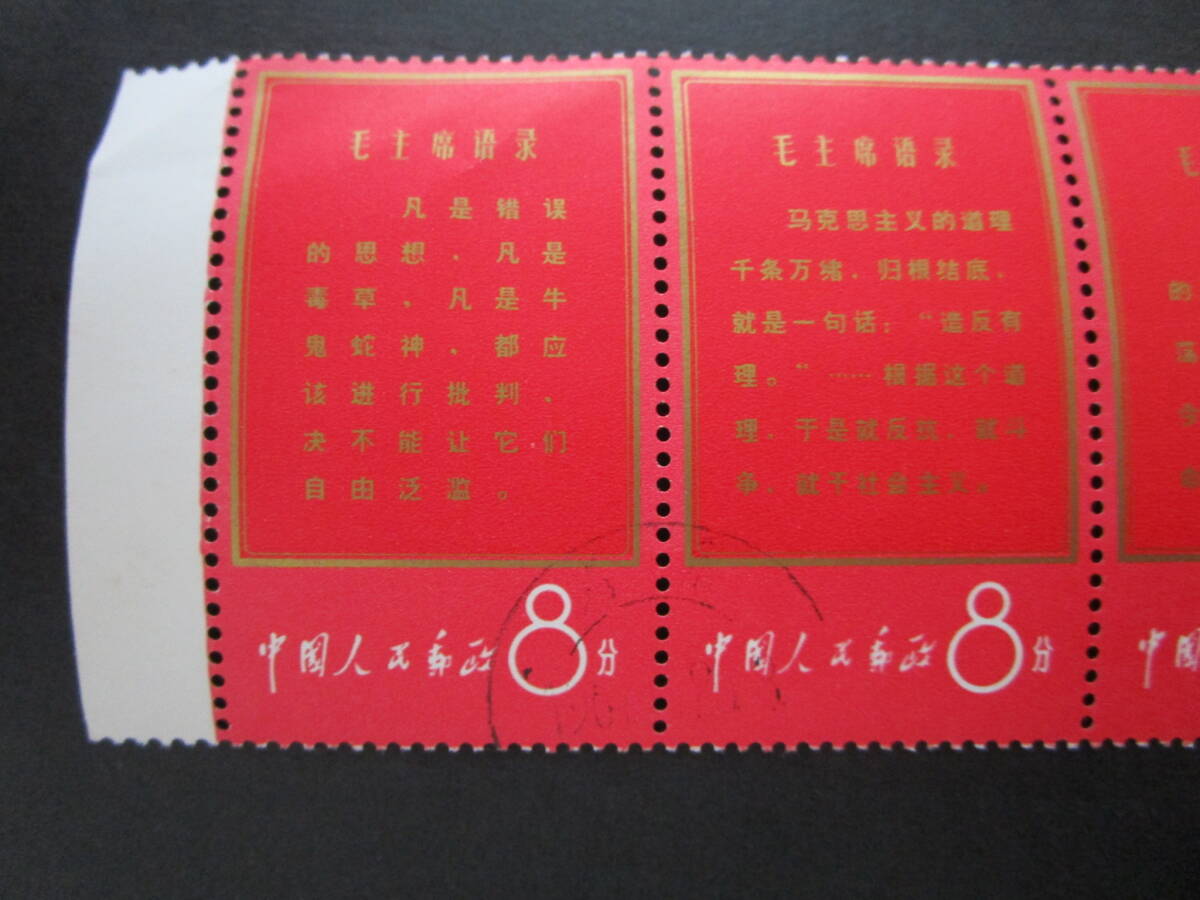 毛主席语录
凡是错误
的思想，凡是
毒草，凡是牛
鬼蛇神，都应
该进行批判，
决不能让它们
自由泛滥。
中国人民邮政 8分
毛主席语录
马克思主义的道理
千条万绪，归根结底，
就是一句话：“造反有
理。”……根据这个道
理，于是就反抗，就斗
争，就干社会主义。
中国人民邮政 8分
毛
的
中国